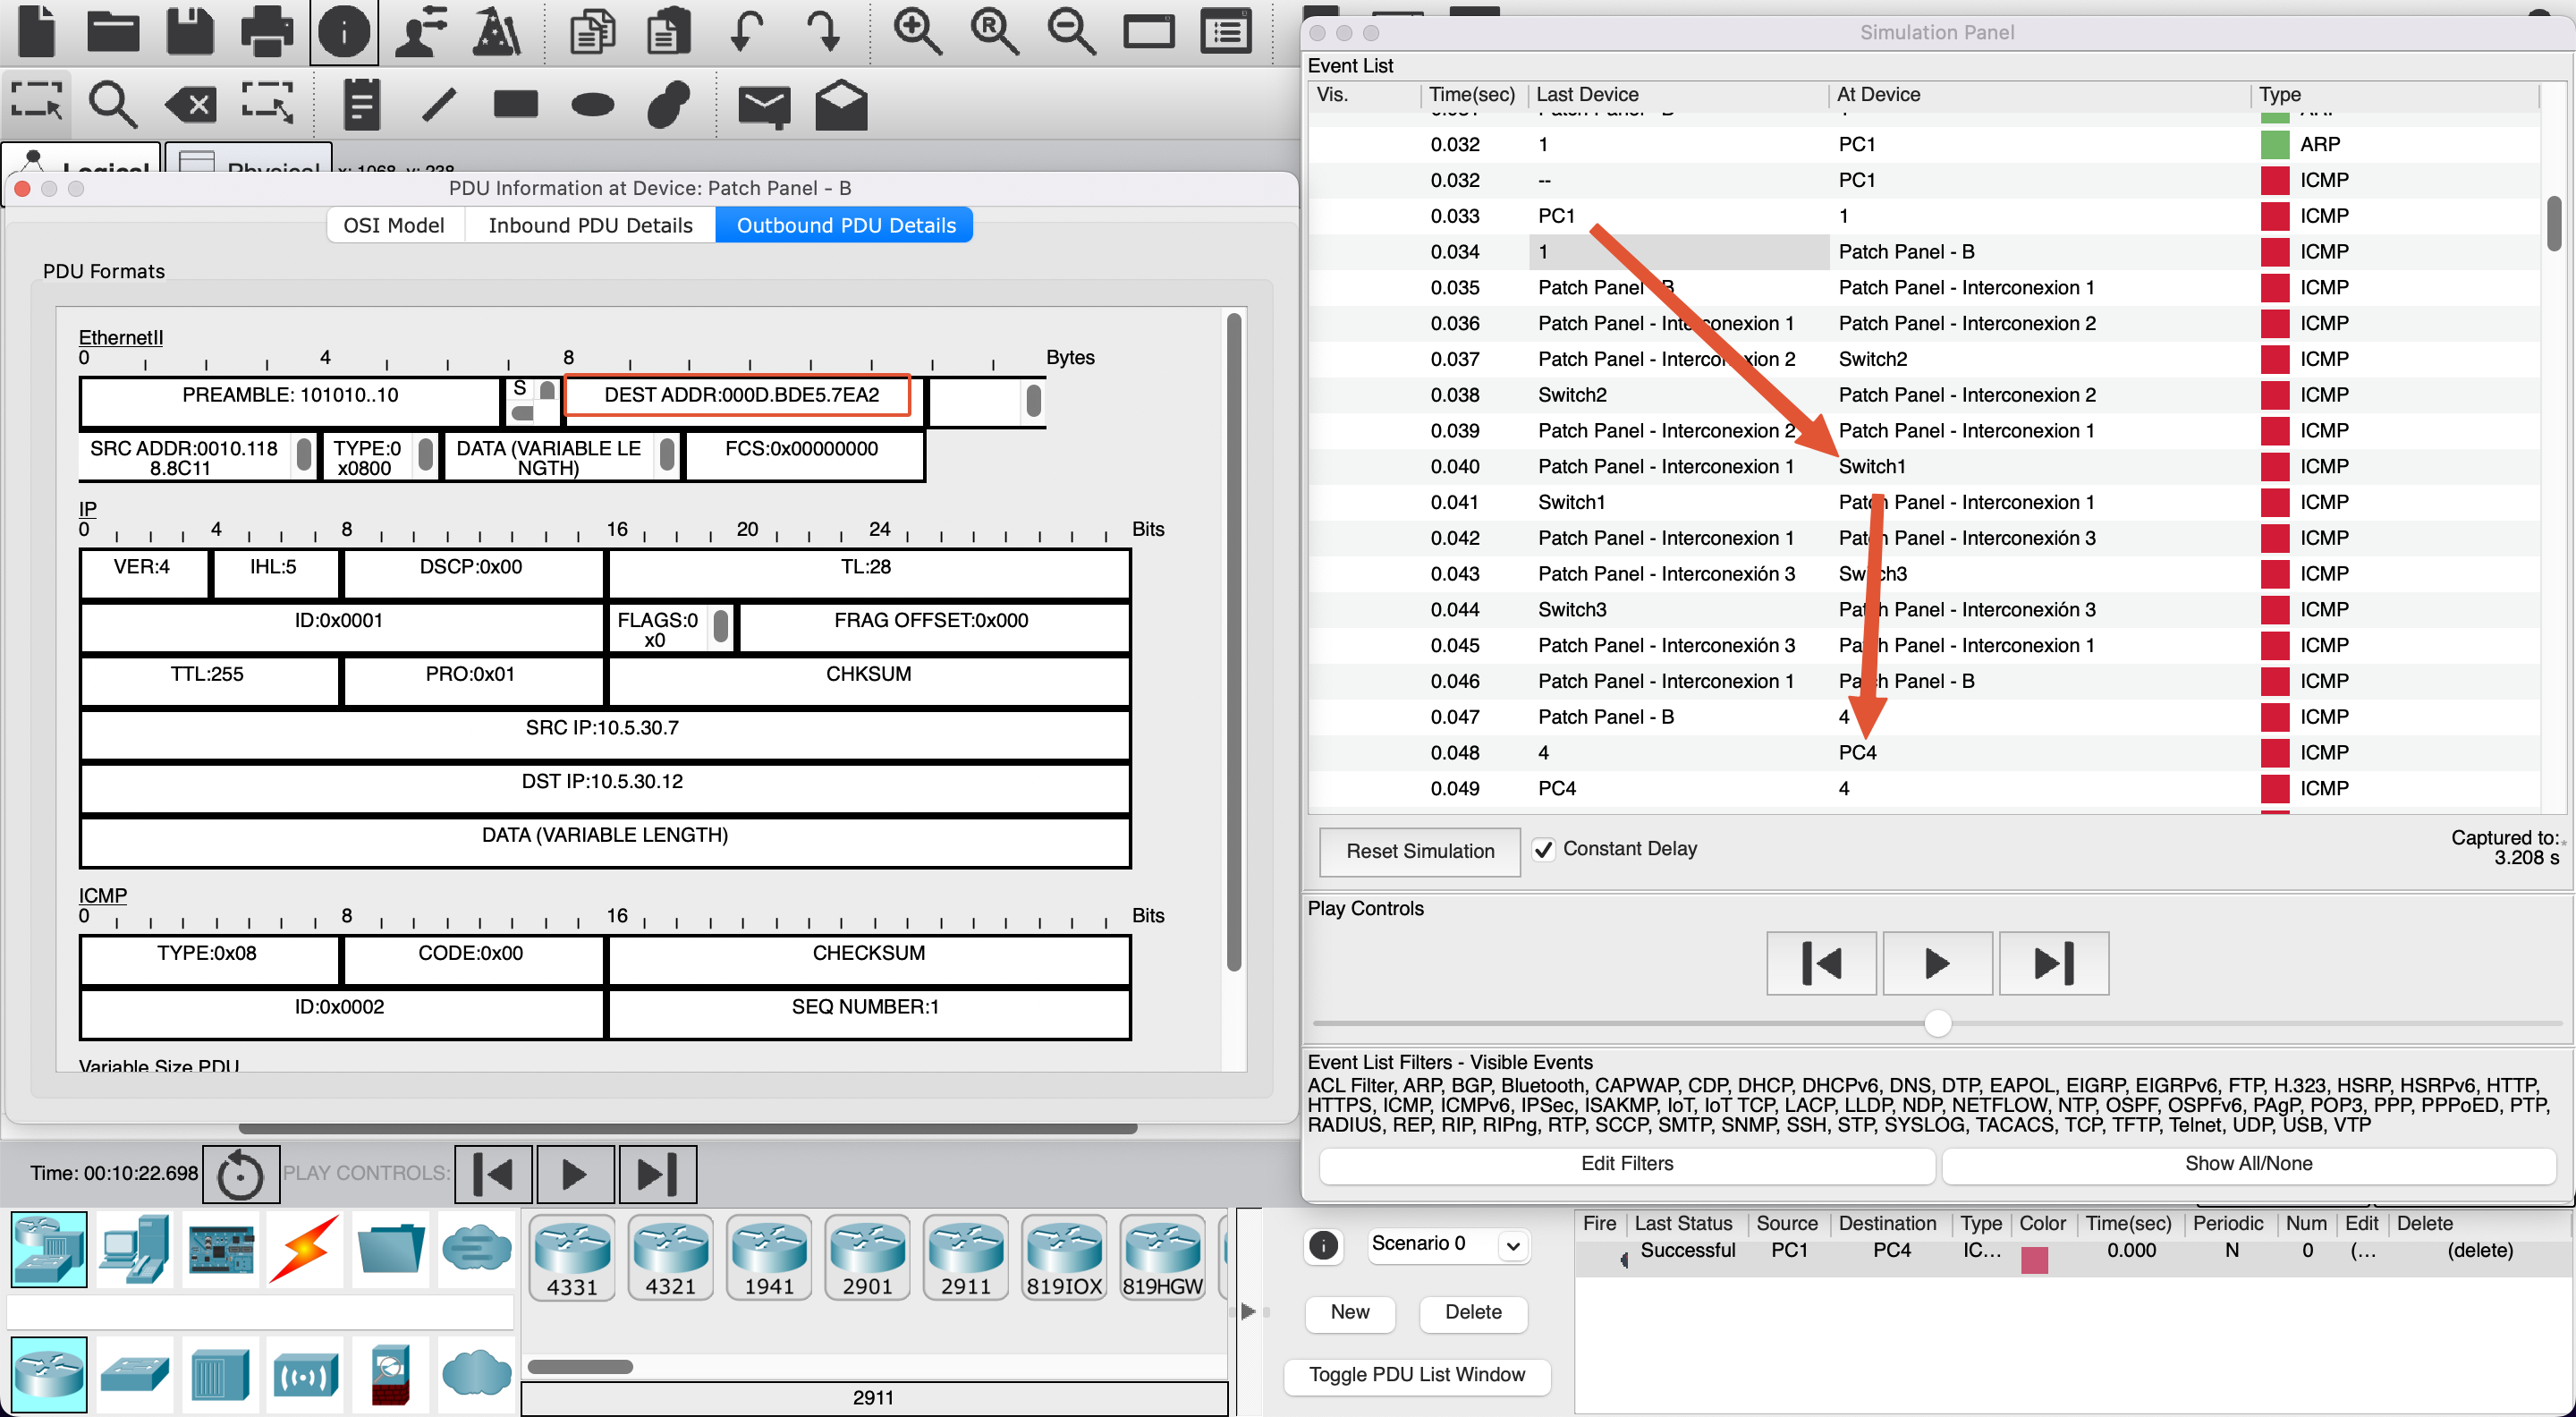 Simulation Panel
Event List
Vis. Time(sec) Last Device At Device Type
0.032 1 PC1 ARP
0.032 -- PC1 ICMP
0.033 PC1 1 ICMP
0.034 1 Patch Panel - B ICMP
0.035 Patch Panel - B Patch Panel - Interconexion 1 ICMP
0.036 Patch Panel - Interconexion 1 Patch Panel - Interconexion 2 ICMP
0.037 Patch Panel - Interconexion 2 Switch2 ICMP
0.038 Switch2 Patch Panel - Interconexion 2 ICMP
0.039 Patch Panel - Interconexion 2 Patch Panel - Interconexion 1 ICMP
0.040 Patch Panel - Interconexion 1 Switch1 ICMP
0.041 Switch1 Patch Panel - Interconexion 1 ICMP
0.042 Patch Panel - Interconexion 1 Patch Panel - Interconexión 3 ICMP
0.043 Patch Panel - Interconexión 3 Switch3 ICMP
0.044 Switch3 Patch Panel - Interconexión 3 ICMP
0.045 Patch Panel - Interconexión 3 Patch Panel - Interconexion 1 ICMP
0.046 Patch Panel - Interconexion 1 Patch Panel - B ICMP
0.047 Patch Panel - B 4 ICMP
0.048 4 PC4 ICMP
0.049 PC4 4 ICMP
Reset Simulation Constant Delay
Captured to:*
3.208 s
Play Controls
Event List Filters - Visible Events
ACL Filter, ARP, BGP, Bluetooth, CAPWAP, CDP, DHCP, DHCPv6, DNS, DTP, EAPOL, EIGRP, EIGRPv6, FTP, H.323, HSRP, HSRPv6, HTTP,
HTTPS, ICMP, ICMPv6, IPSec, ISAKMP, IoT, IoT TCP, LACP, LLDP, NDP, NETFLOW, NTP, OSPF, OSPFv6, PAgP, POP3, PPP, PPPoED, PTP,
RADIUS, REP, RIP, RIPng, RTP, SCCP, SMTP, SNMP, SSH, STP, SYSLOG, TACACS, TCP, TFTP, Telnet, UDP, USB, VTP
Edit Filters Show All/None
Logical Physical x: 1068, y: 238
PDU Information at Device: Patch Panel - B
OSI Model Inbound PDU Details Outbound PDU Details
PDU Formats
EthernetII
0 4 8 Bytes
PREAMBLE: 101010..10 S DEST ADDR:000D.BDE5.7EA2
SRC ADDR:0010.118
8.8C11
TYPE:0
x0800
DATA (VARIABLE LE
NGTH)
FCS:0x00000000
IP
0 4 8 16 20 24 Bits
VER:4 IHL:5 DSCP:0x00 TL:28
ID:0x0001 FLAGS:0
x0
FRAG OFFSET:0x000
TTL:255 PRO:0x01 CHKSUM
SRC IP:10.5.30.7
DST IP:10.5.30.12
DATA (VARIABLE LENGTH)
ICMP
0 8 16 Bits
TYPE:0x08 CODE:0x00 CHECKSUM
ID:0x0002 SEQ NUMBER:1
Variable Size PDU
Time: 00:10:22.698 PLAY CONTROLS:
4331 4321 1941 2901 2911 819IOX 819HGW
2911
Scenario 0
New Delete
Toggle PDU List Window
Fire Last Status Source Destination Type Color Time(sec) Periodic Num Edit Delete
Successful PC1 PC4 IC... 0.000 N 0 (... (delete)